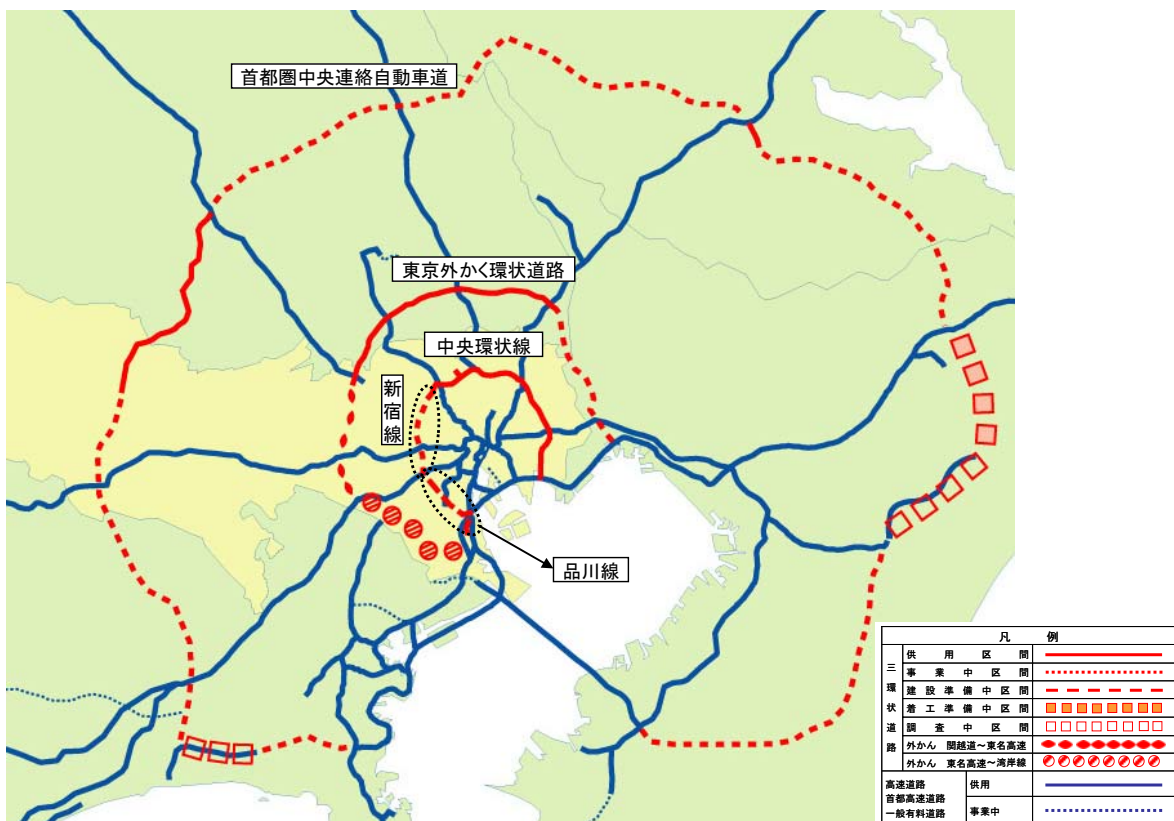 首都圏中央連絡自動車道
東京外かく環状道路
中央環状線
新宿線
品川線
凡例
三環状道路
供用区間
事業中区間
建設準備中区間
着工準備中区間
調査中区間
外かん 関越道～東名高速
外かん 東名高速～湾岸線
高速道路
首都高速道路
一般有料道路
供用
事業中